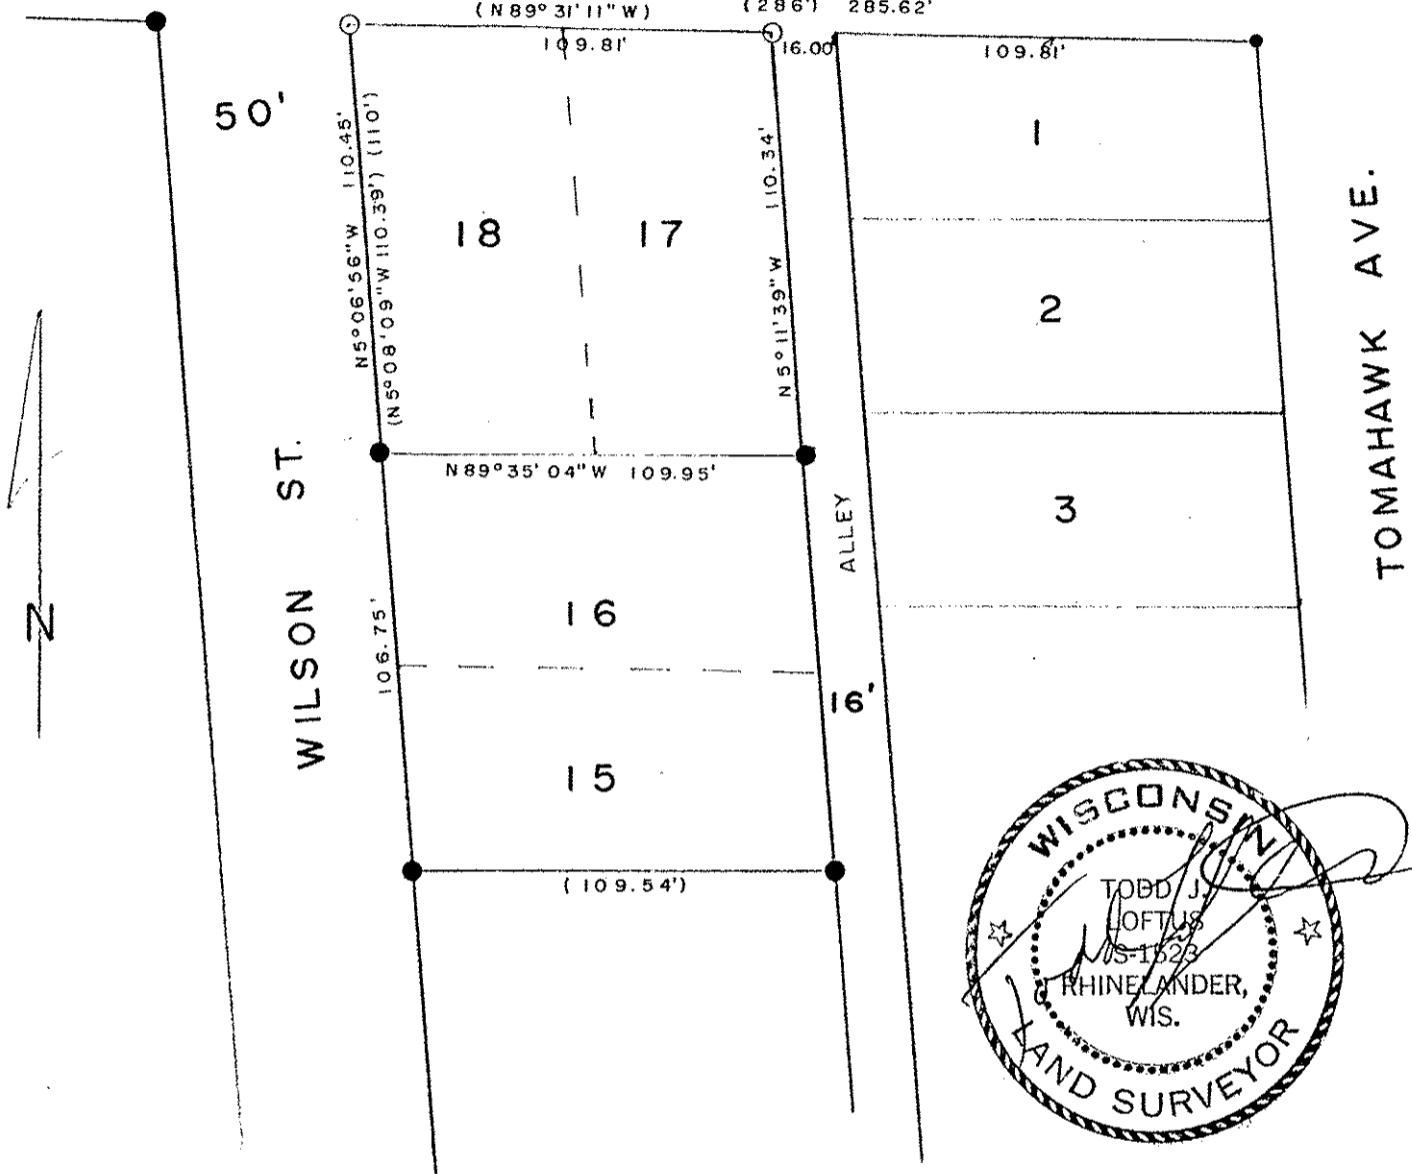 (N89°31'11"W) (286') 285.62'
109.81' 16.00 109.81'
50'
N5°06'56"W 110.45'
(N5°08'09"W 110.39') (110')
18
17
N5°11'39"W 110.34'
1
2
3
N89°35'04"W 109.95'
WILSON ST.
ALLEY
TOMAHAWK AVE.
N
106.75'
16
15
16'
(109.54')
WISCONSIN
TODD J.
LOFTUS
S-1523
RHINELANDER,
WIS.
LAND SURVEYOR